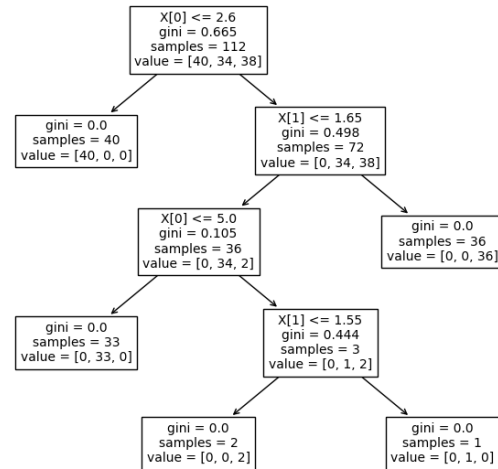 X[0] <= 2.6
gini = 0.665
samples = 112
value = [40, 34, 38]
gini = 0.0
samples = 40
value = [40, 0, 0]
X[1] <= 1.65
gini = 0.498
samples = 72
value = [0, 34, 38]
X[0] <= 5.0
gini = 0.105
samples = 36
value = [0, 34, 2]
gini = 0.0
samples = 36
value = [0, 0, 36]
gini = 0.0
samples = 33
value = [0, 33, 0]
X[1] <= 1.55
gini = 0.444
samples = 3
value = [0, 1, 2]
gini = 0.0
samples = 2
value = [0, 0, 2]
gini = 0.0
samples = 1
value = [0, 1, 0]